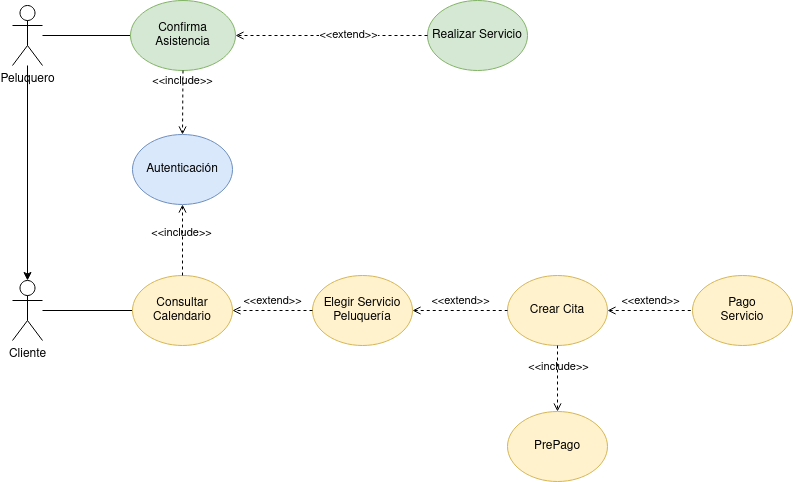 Confirma
Asistencia
<<extend>>
Realizar Servicio
Peluquero
<<include>>
Autenticación
<<include>>
Consultar
Calendario
<<extend>>
Elegir Servicio
Peluquería
<<extend>>
Crear Cita
<<extend>>
Pago
Servicio
Cliente
<<include>>
PrePago